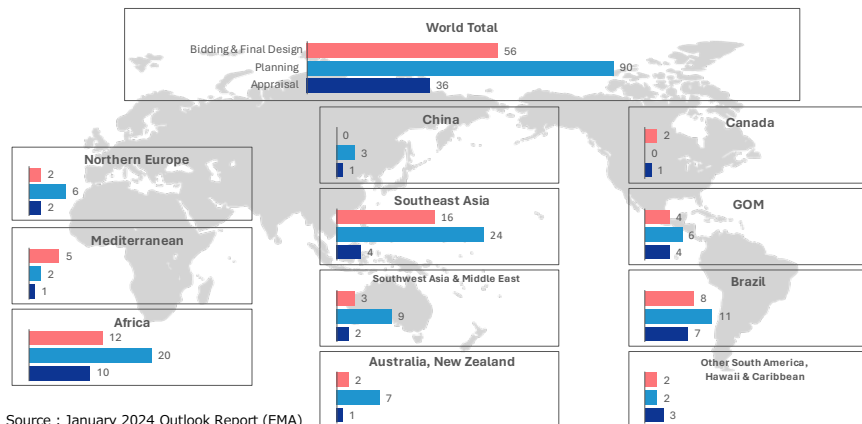 World Total
Bidding & Final Design 56
Planning 90
Appraisal 36
China
0
3
1
Canada
2
0
1
Northern Europe
2
6
2
Southeast Asia
16
24
4
GOM
4
6
4
Mediterranean
5
2
1
Southwest Asia & Middle East
3
9
2
Brazil
8
11
7
Africa
12
20
10
Australia, New Zealand
2
7
1
Other South America,
Hawaii & Caribbean
2
2
3
Source : January 2024 Outlook Report (EMA)